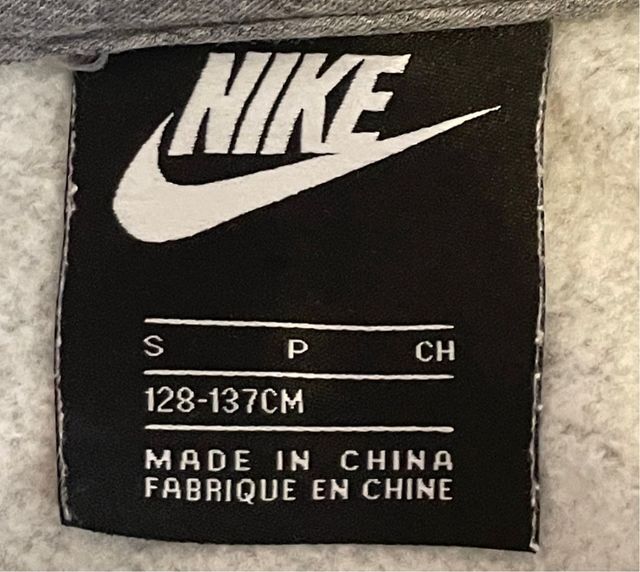 NIKE
S P CH
128-137CM
MADE IN CHINA
FABRIQUE EN CHINE